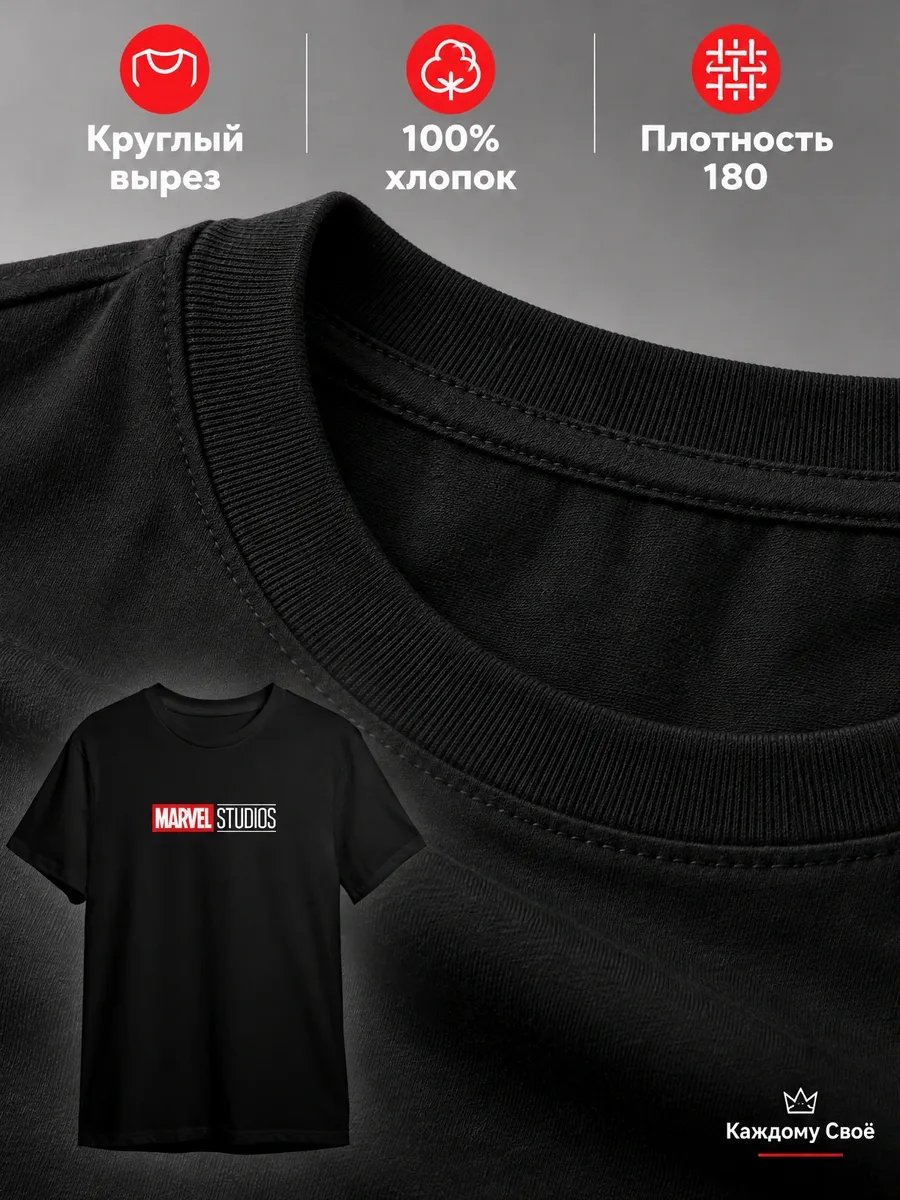 Круглый
вырез
100%
хлопок
Плотность
180
MARVEL STUDIOS
Каждому Своё